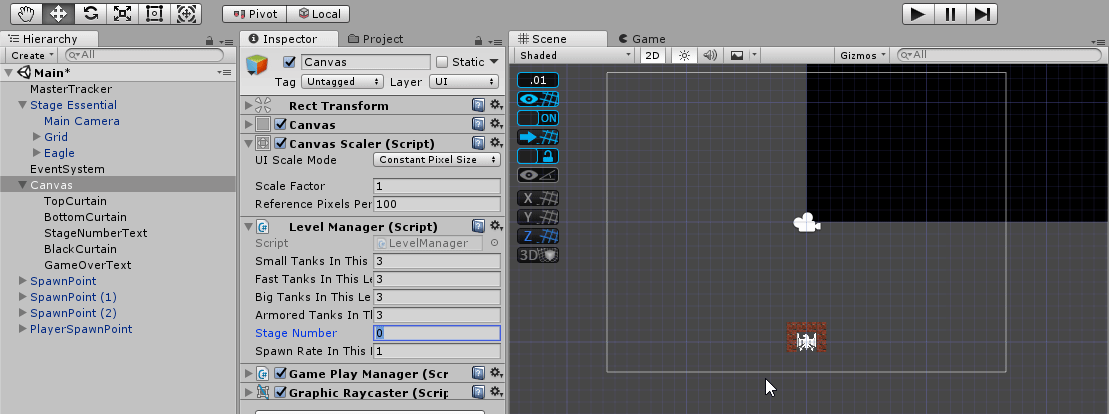 Pivot Local
Hierarchy
Create All
Main*
MasterTracker
Stage Essential
Main Camera
Grid
Eagle
EventSystem
Canvas
TopCurtain
BottomCurtain
StageNumberText
BlackCurtain
GameOverText
SpawnPoint
SpawnPoint (1)
SpawnPoint (2)
PlayerSpawnPoint
Inspector Project
Canvas Static
Tag Untagged Layer UI
Rect Transform
Canvas
Canvas Scaler (Script)
UI Scale Mode Constant Pixel Size
Scale Factor 1
Reference Pixels Per 100
Level Manager (Script)
Script LevelManager
Small Tanks In This 3
Fast Tanks In This Le 3
Big Tanks In This Le 3
Armored Tanks In Tl 3
Stage Number 0
Spawn Rate In This l 1
Game Play Manager (Scr
Graphic Raycaster (Scrip
Scene Game
Shaded 2D Gizmos All
.01
ON
X
Y
Z
3D